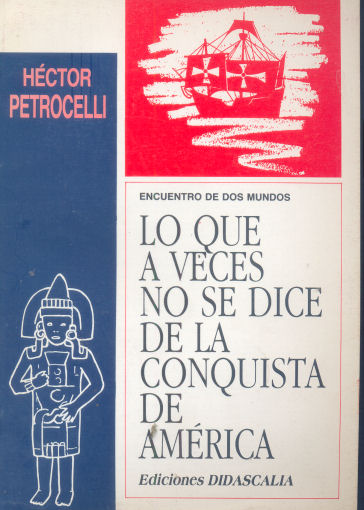 HÉCTOR
PETROCELLI
ENCUENTRO DE DOS MUNDOS
LO QUE
A VECES
NO SE DICE
DE LA
CONQUISTA
DE
AMÉRICA
Ediciones DIDASCALIA